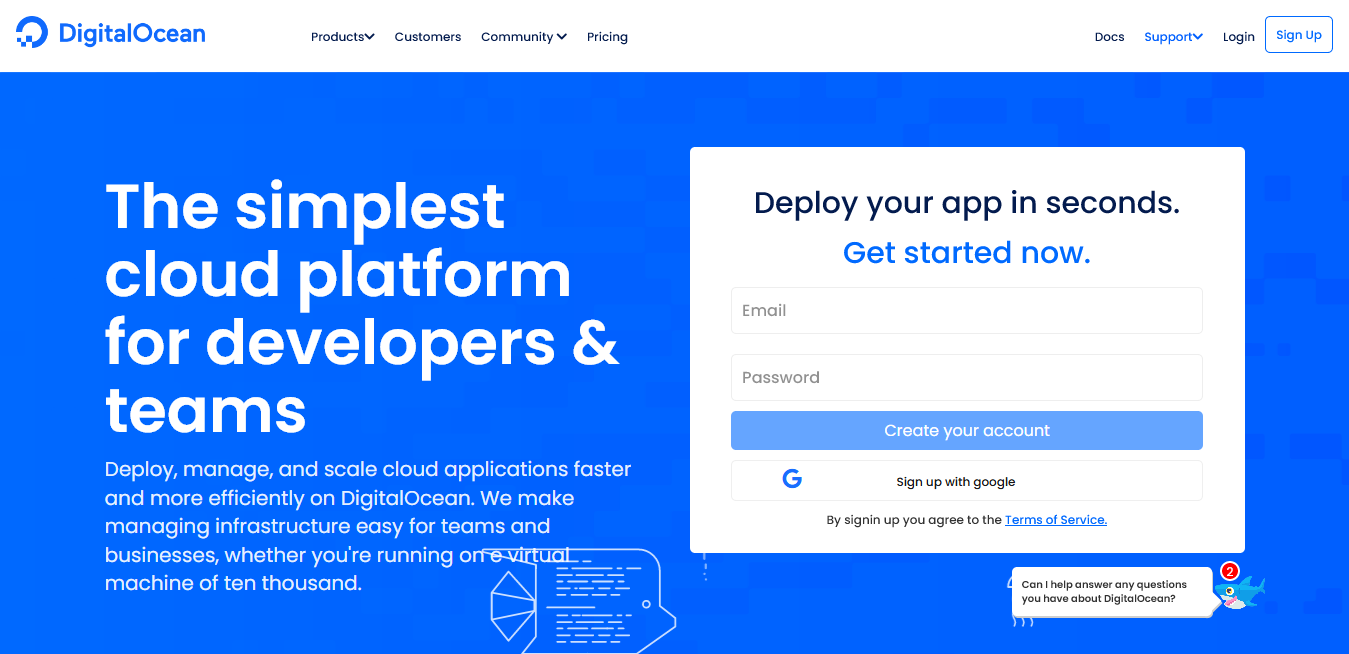 DigitalOcean
Products
Customers
Community
Pricing
Docs
Support
Login
Sign Up
The simplest
cloud platform
for developers &
teams
Deploy, manage, and scale cloud applications faster
and more efficiently on DigitalOcean. We make
managing infrastructure easy for teams and
businesses, whether you're running one virtual
machine of ten thousand.
Deploy your app in seconds.
Get started now.
Email
Password
Create your account
G
Sign up with google
By signin up you agree to the Terms of Service.
Can I help answer any questions
you have about DigitalOcean?
2